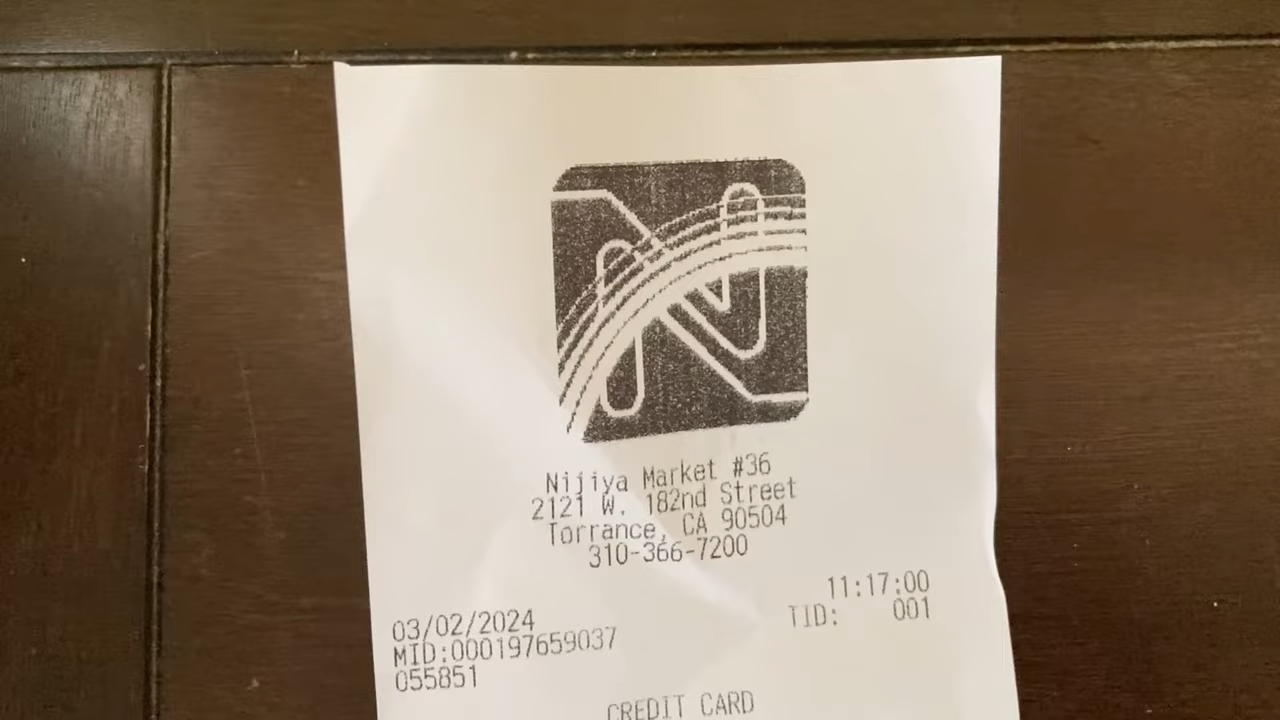 Nijiya Market #36
2121 W. 182nd Street
Torrance, CA 90504
310-366-7200
11:17:00
03/02/2024
TID: 001
MID:000197659037
055851
CREDIT CARD